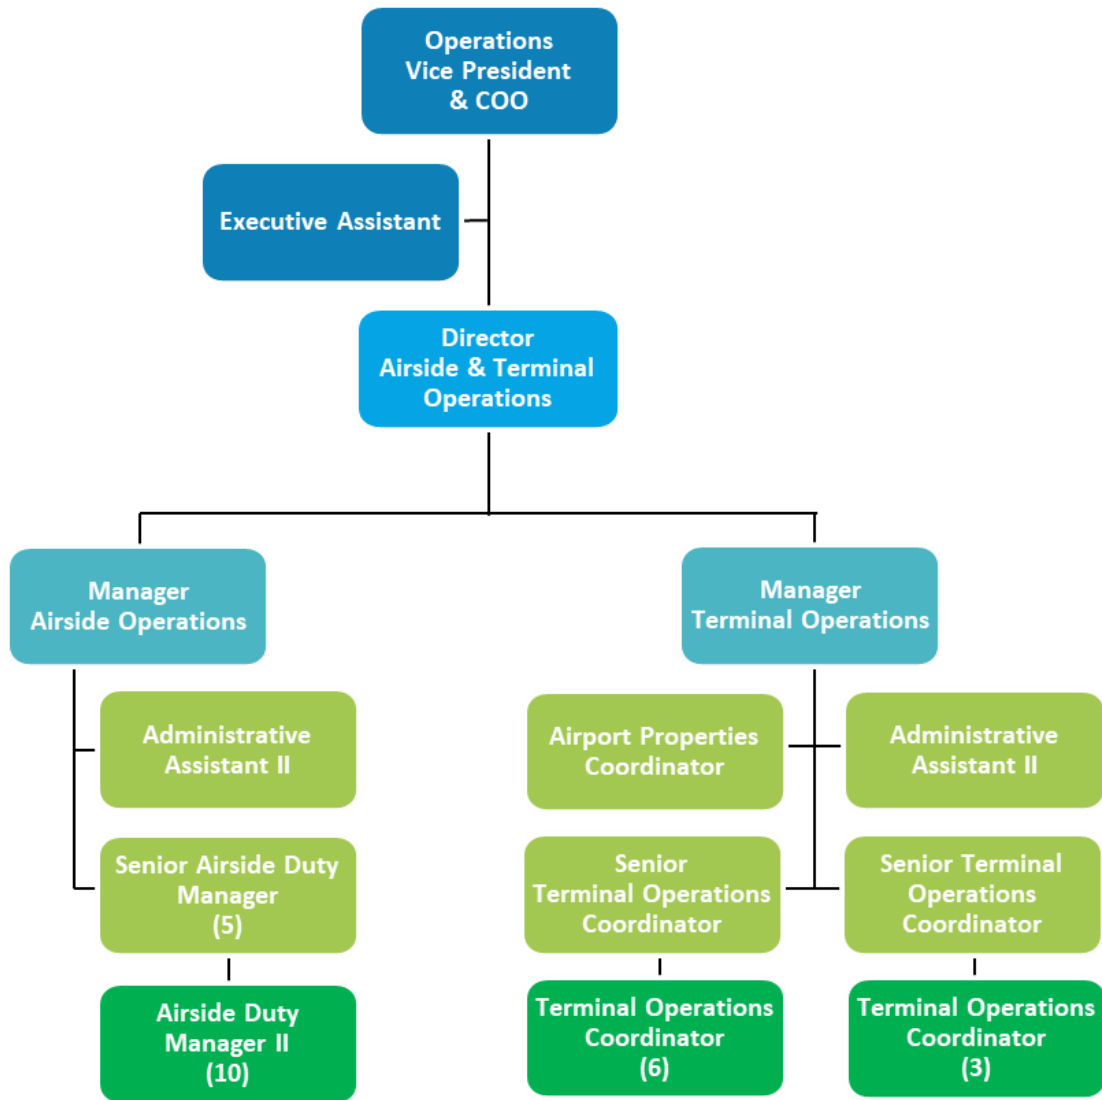 Operations
Vice President
& COO
Executive Assistant
Director
Airside & Terminal
Operations
Manager
Airside Operations
Manager
Terminal Operations
Administrative
Assistant II
Airport Properties
Coordinator
Administrative
Assistant II
Senior Airside Duty
Manager
(5)
Senior
Terminal Operations
Coordinator
Senior Terminal
Operations
Coordinator
Airside Duty
Manager II
(10)
Terminal Operations
Coordinator
(6)
Terminal Operations
Coordinator
(3)